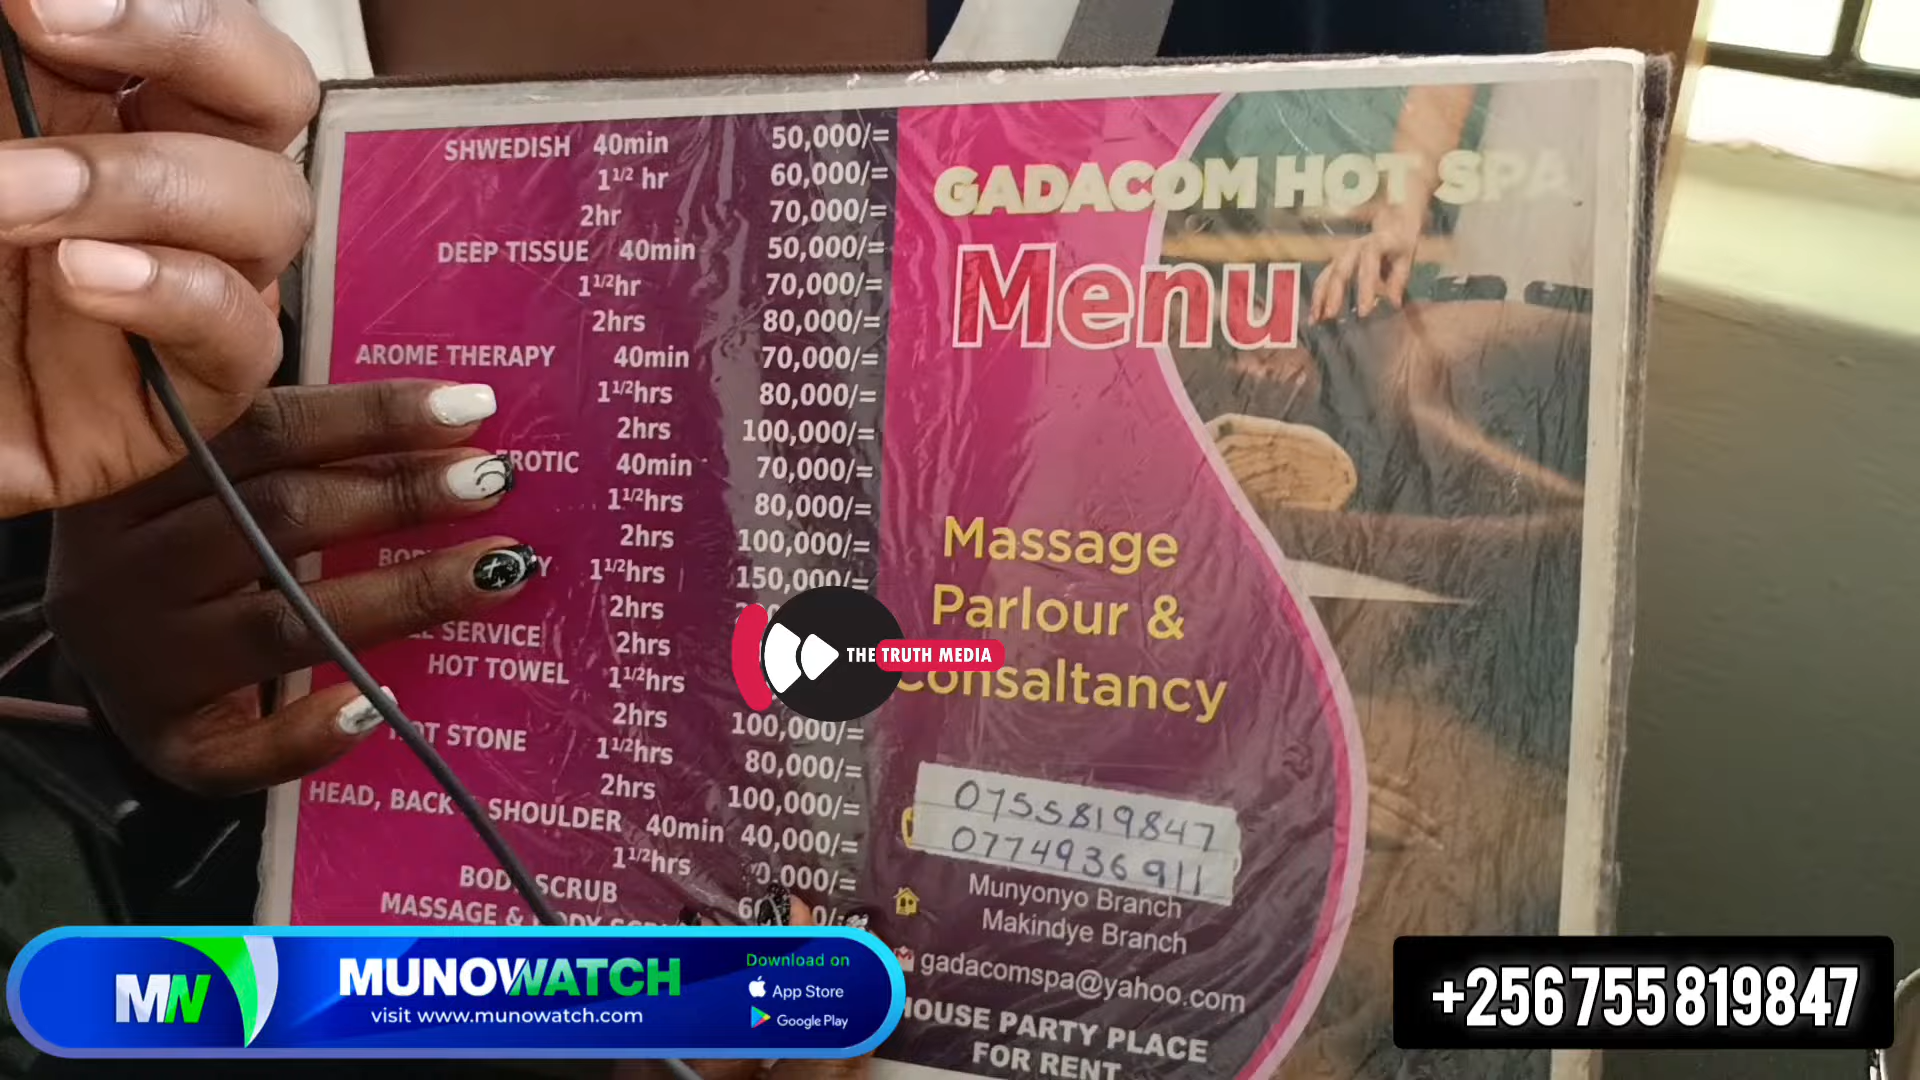 SHWEDISH 40min 50,000/=
1 1/2 hr 60,000/=
2hr 70,000/=
DEEP TISSUE 40min 50,000/=
1 1/2hr 70,000/=
2hrs 80,000/=
AROME THERAPY 40min 70,000/=
1 1/2hrs 80,000/=
2hrs 100,000/=
EROTIC 40min 70,000/=
1 1/2hrs 80,000/=
2hrs 100,000/=
1 1/2hrs 150,000/=
2hrs
SERVICE 2hrs
HOT TOWEL 1 1/2hrs
2hrs 100,000/=
HOT STONE 1 1/2hrs 80,000/=
2hrs 100,000/=
HEAD, BACK SHOULDER 40min 40,000/=
1 1/2hrs
BODY SCRUB
MASSAGE & BODY SCRUB
GADACOM HOT SPA
Menu
Massage
Parlour &
Consaltancy
0755819847
0774936911
Munyonyo Branch
Makindye Branch
gadacomspa@yahoo.com
HOUSE PARTY PLACE
FOR RENT
THE TRUTH MEDIA
MN
MUNOWATCH
visit www.munowatch.com
Download on
App Store
Google Play
+256 755 819847